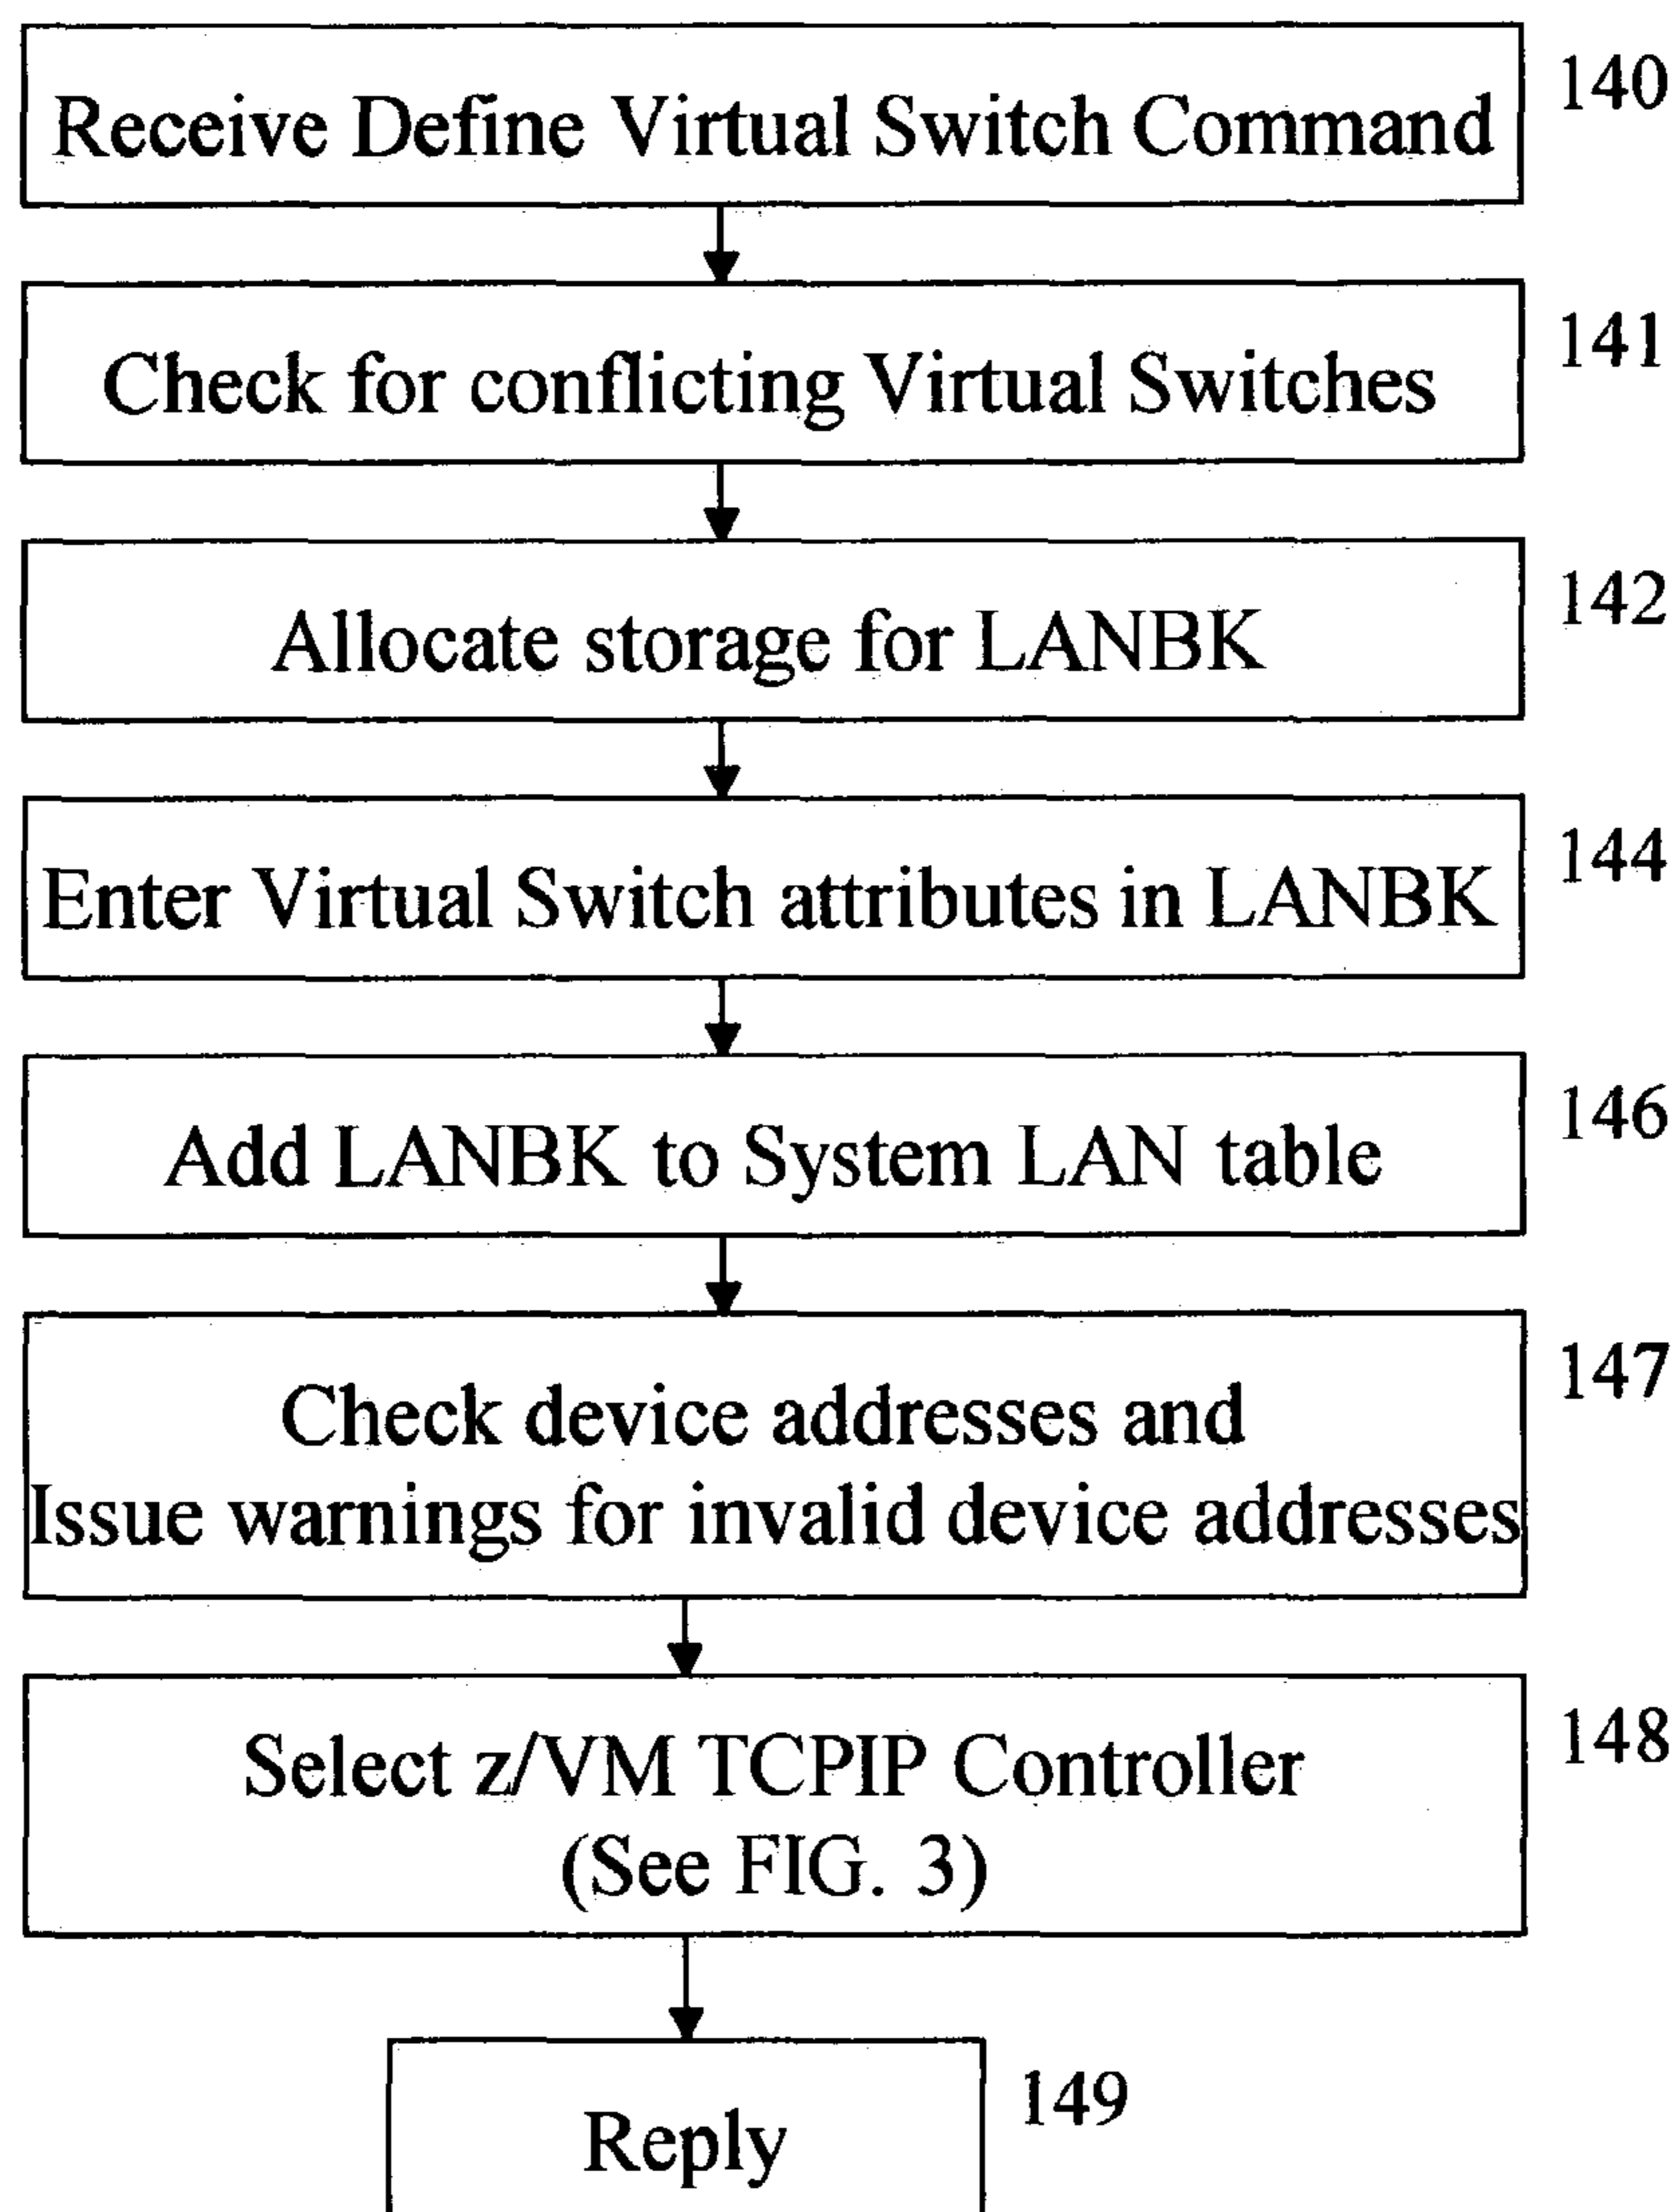 Receive Define Virtual Switch Command
140
Check for conflicting Virtual Switches
141
Allocate storage for LANBK
142
Enter Virtual Switch attributes in LANBK
144
Add LANBK to System LAN table
146
Check device addresses and
Issue warnings for invalid device addresses
147
Select z/VM TCPIP Controller
(See FIG. 3)
148
Reply
149